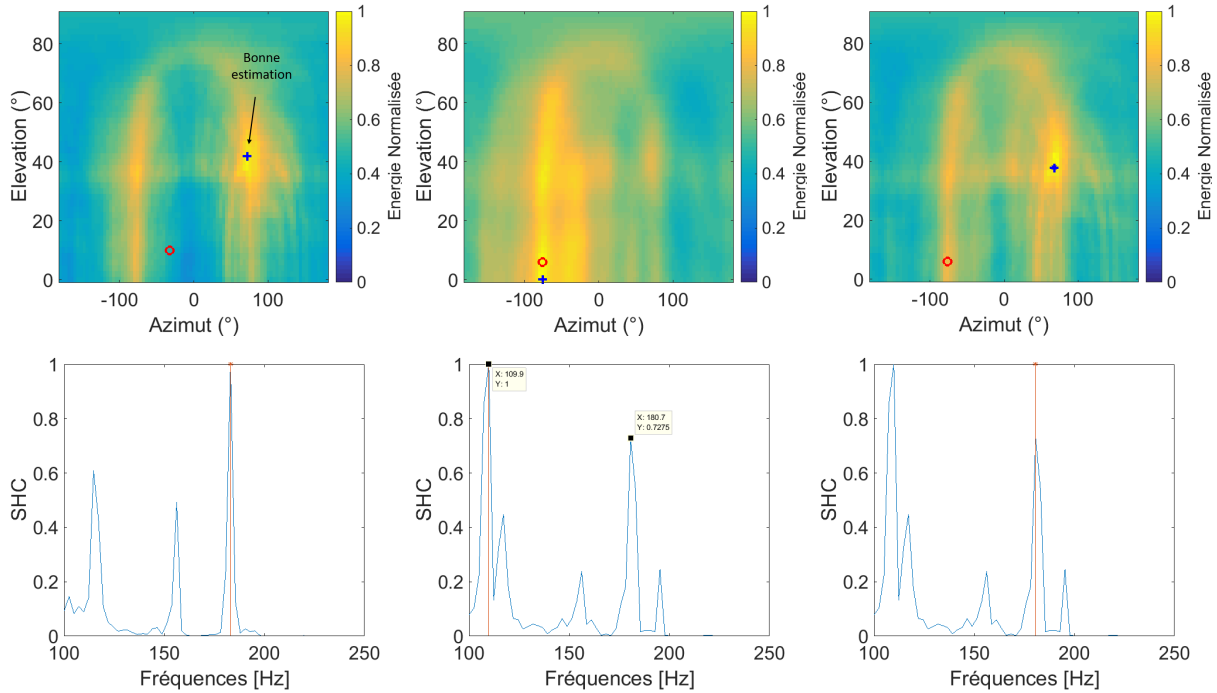 Bonne
estimation
80
60
40
20
0
Elevation (°)
-100 0 100
Azimut (°)
1
0.8
0.6
0.4
0.2
0
Energie Normalisée
80
60
40
20
0
Elevation (°)
-100 0 100
Azimut (°)
1
0.8
0.6
0.4
0.2
0
Energie Normalisée
80
60
40
20
0
Elevation (°)
-100 0 100
Azimut (°)
1
0.8
0.6
0.4
0.2
0
Energie Normalisée
1
0.8
0.6
0.4
0.2
0
SHC
100 150 200 250
Fréquences [Hz]
1
0.8
0.6
0.4
0.2
0
SHC
X: 109.9
Y: 1
X: 180.7
Y: 0.7275
100 150 200 250
Fréquences [Hz]
1
0.8
0.6
0.4
0.2
0
SHC
100 150 200 250
Fréquences [Hz]